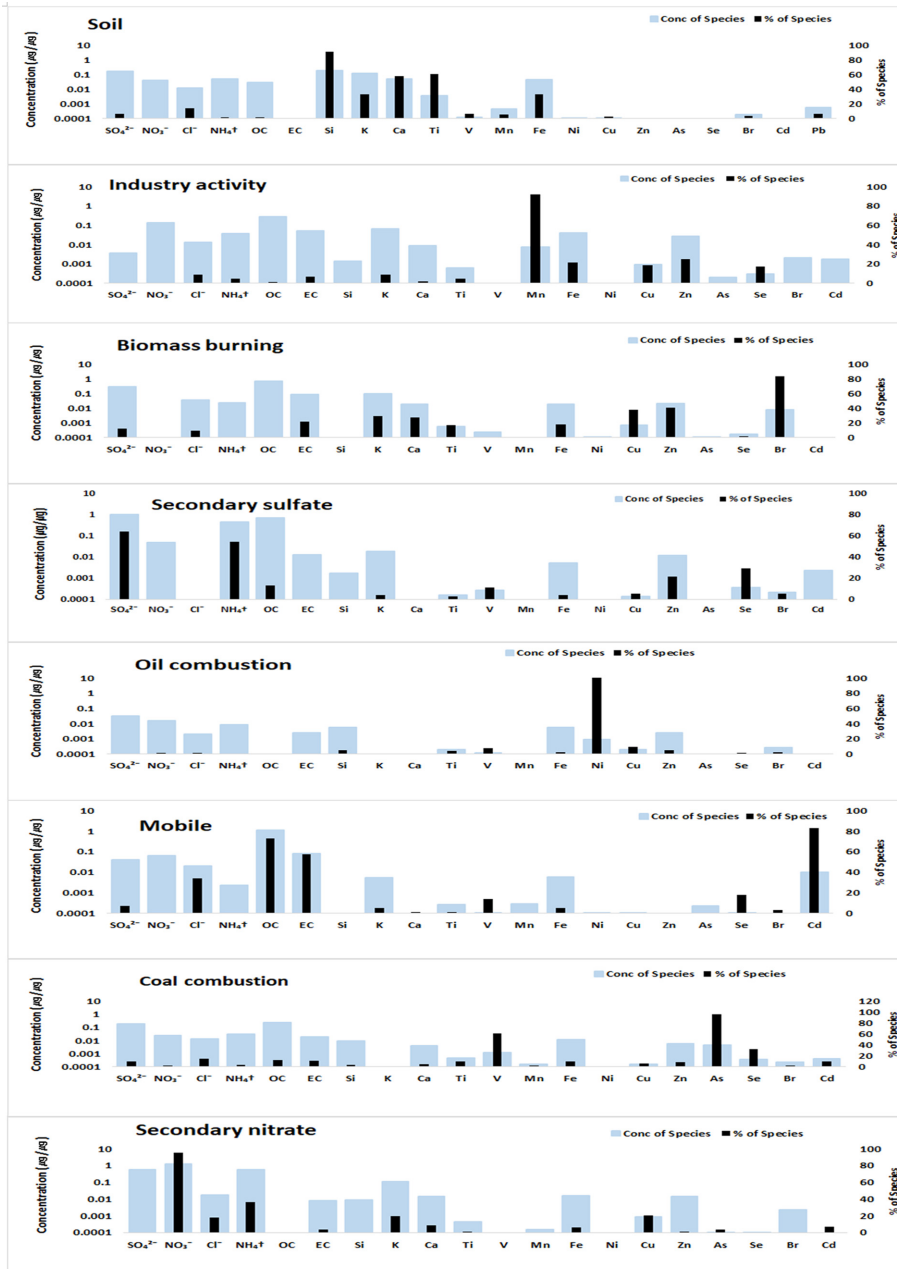 Soil
Conc of Species % of Species
Concentration (㎍/㎍)
10
1
0.1
0.01
0.001
0.0001
100
80
60
40
20
0
% of Species
SO₄²⁻ NO₃⁻ Cl⁻ NH₄† OC EC Si K Ca Ti V Mn Fe Ni Cu Zn As Se Br Cd Pb
Industry activity
Conc of Species % of Species
Concentration (㎍/㎍)
10
1
0.1
0.01
0.001
0.0001
100
80
60
40
20
0
% of Species
SO₄²⁻ NO₃⁻ Cl⁻ NH₄† OC EC Si K Ca Ti V Mn Fe Ni Cu Zn As Se Br Cd
Biomass burning
Conc of Species % of Species
Concentration (㎍/㎍)
10
1
0.1
0.01
0.001
0.0001
100
80
60
40
20
0
% of Species
SO₄²⁻ NO₃⁻ Cl⁻ NH₄† OC EC Si K Ca Ti V Mn Fe Ni Cu Zn As Se Br Cd
Secondary sulfate
Conc of Species % of Species
Concentration (㎍/㎍)
10
1
0.1
0.01
0.001
0.0001
100
80
60
40
20
0
% of Species
SO₄²⁻ NO₃⁻ Cl⁻ NH₄† OC EC Si K Ca Ti V Mn Fe Ni Cu Zn As Se Br Cd
Oil combustion
Conc of Species % of Species
Concentration (㎍/㎍)
10
1
0.1
0.01
0.001
0.0001
100
80
60
40
20
0
% of Species
SO₄²⁻ NO₃⁻ Cl⁻ NH₄† OC EC Si K Ca Ti V Mn Fe Ni Cu Zn As Se Br Cd
Mobile
Conc of Species % of Species
Concentration (㎍/㎍)
10
1
0.1
0.01
0.001
0.0001
100
80
60
40
20
0
% of Species
SO₄²⁻ NO₃⁻ Cl⁻ NH₄† OC EC Si K Ca Ti V Mn Fe Ni Cu Zn As Se Br Cd
Coal combustion
Conc of Species % of Species
Concentration (㎍/㎍)
10
1
0.1
0.01
0.001
0.0001
120
100
80
60
40
20
0
% of Species
SO₄²⁻ NO₃⁻ Cl⁻ NH₄† OC EC Si K Ca Ti V Mn Fe Ni Cu Zn As Se Br Cd
Secondary nitrate
Conc of Species % of Species
Concentration (㎍/㎍)
10
1
0.1
0.01
0.001
0.0001
100
80
60
40
20
0
% of Species
SO₄²⁻ NO₃⁻ Cl⁻ NH₄† OC EC Si K Ca Ti V Mn Fe Ni Cu Zn As Se Br Cd